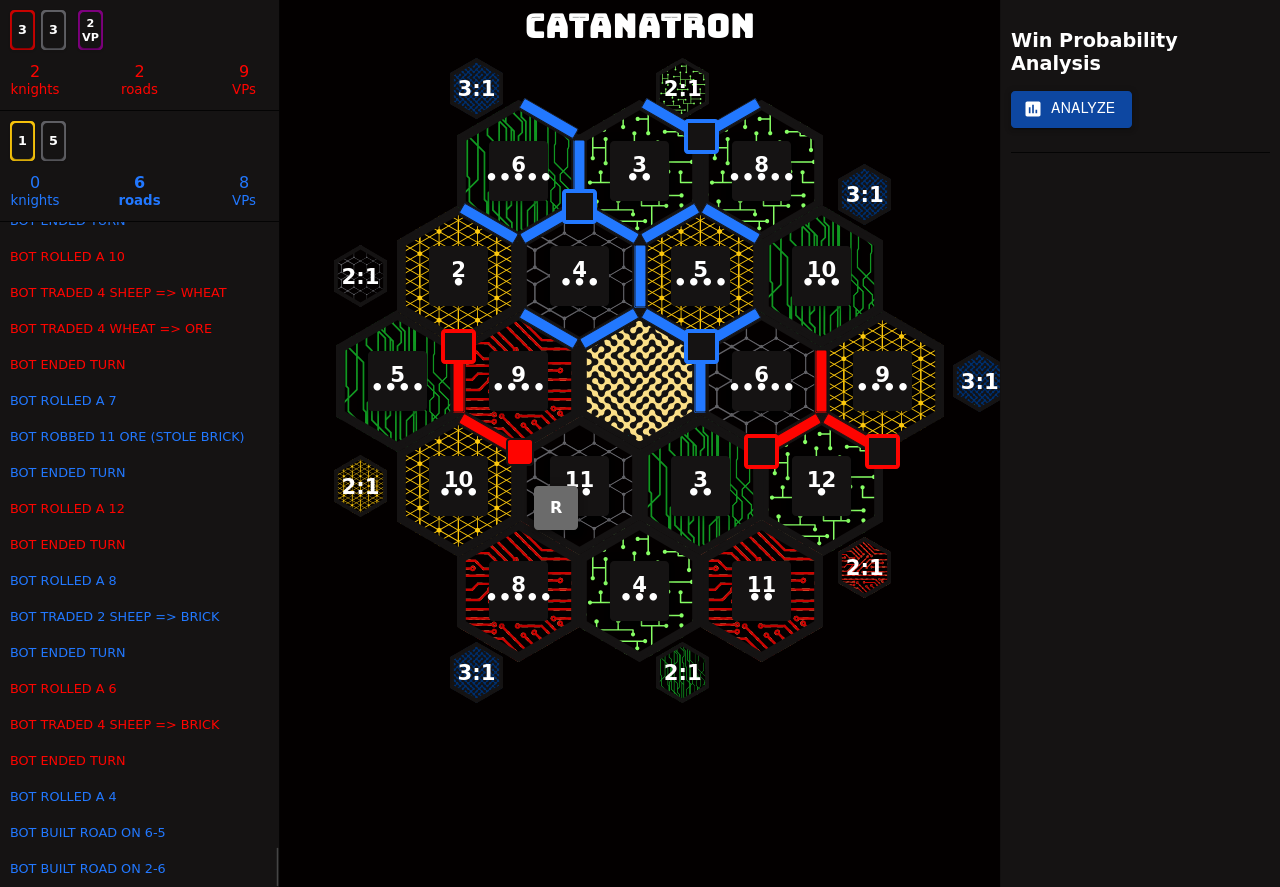 CATANATRON
3 3 2 VP
2 2 9
knights roads VPs
1 5
0 6 8
knights roads VPs
BOT ENDED TURN
BOT ROLLED A 10
BOT TRADED 4 SHEEP => WHEAT
BOT TRADED 4 WHEAT => ORE
BOT ENDED TURN
BOT ROLLED A 7
BOT ROBBED 11 ORE (STOLE BRICK)
BOT ENDED TURN
BOT ROLLED A 12
BOT ENDED TURN
BOT ROLLED A 8
BOT TRADED 2 SHEEP => BRICK
BOT ENDED TURN
BOT ROLLED A 6
BOT TRADED 4 SHEEP => BRICK
BOT ENDED TURN
BOT ROLLED A 4
BOT BUILT ROAD ON 6-5
BOT BUILT ROAD ON 2-6
3:1 2:1
6 3 8
3:1
2:1 2 4 5 10
5 9 6 9 3:1
2:1 10 11 3 12
R
8 4 11 2:1
3:1 2:1
Win Probability
Analysis
ANALYZE